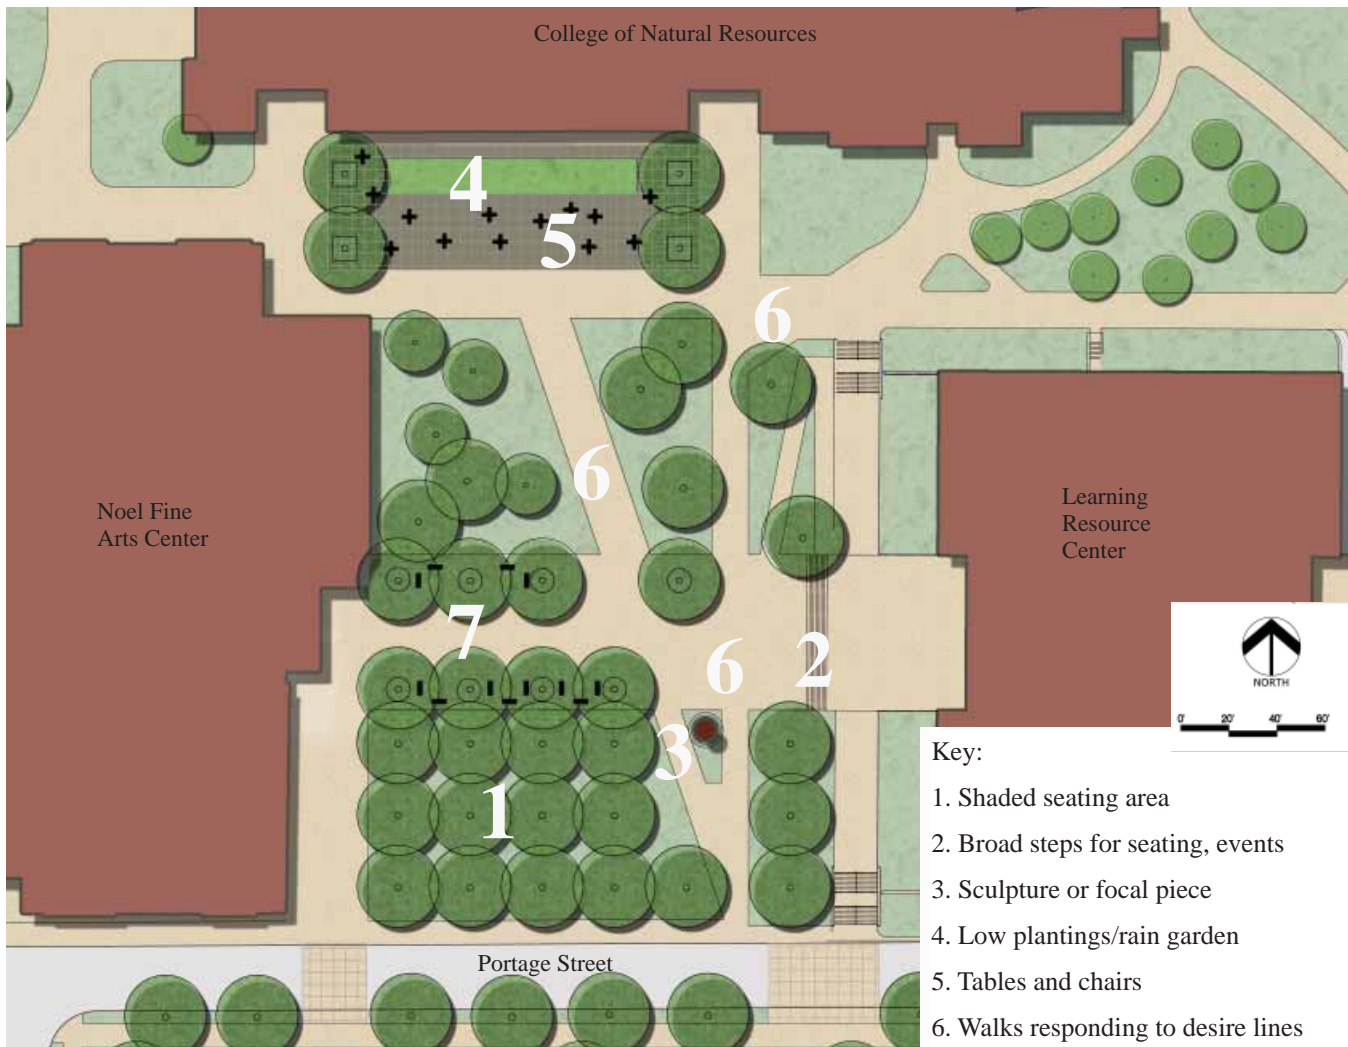 College of Natural Resources
4
5
6
6
Noel Fine
Arts Center
Learning
Resource
Center
7
6
2
NORTH
0' 20' 40' 60'
3
1
Key:
1. Shaded seating area
2. Broad steps for seating, events
3. Sculpture or focal piece
4. Low plantings/rain garden
5. Tables and chairs
6. Walks responding to desire lines
Portage Street